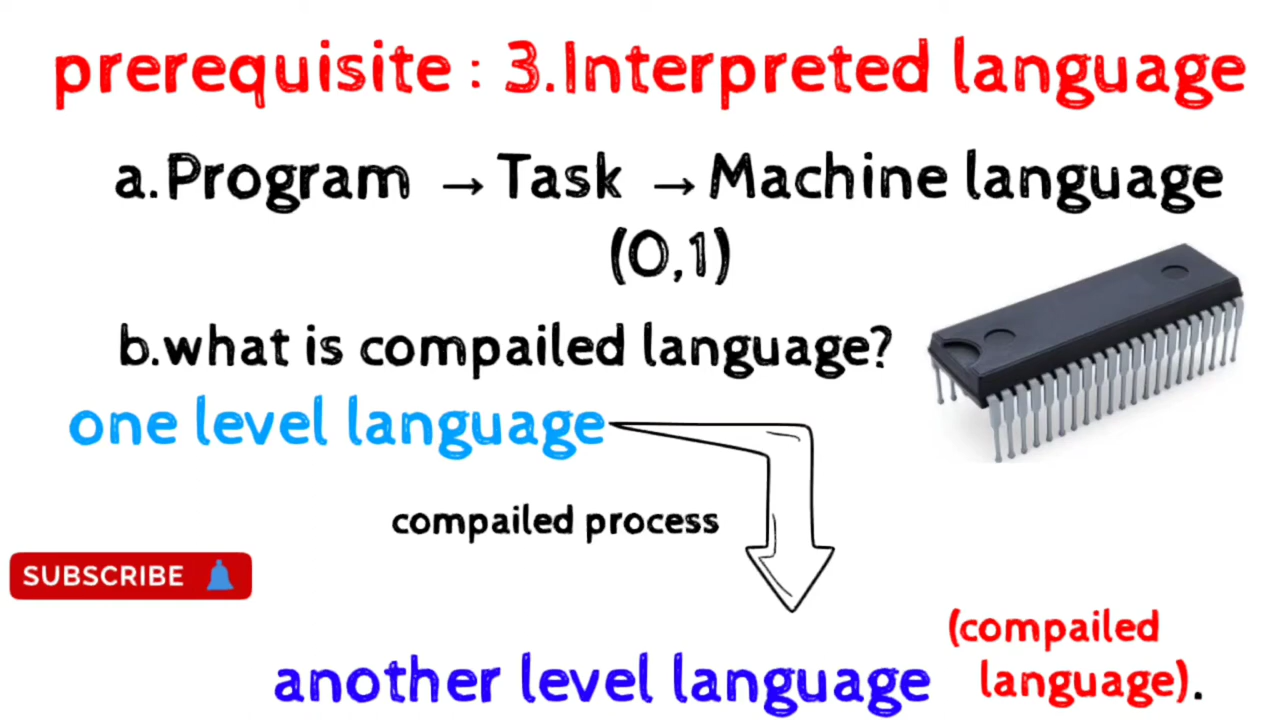 prerequisite : 3.Interpreted language
a.Program → Task → Machine language
(0,1)
b.what is compailed language?
one level language
compailed process
SUBSCRIBE
(compailed
language).
another level language